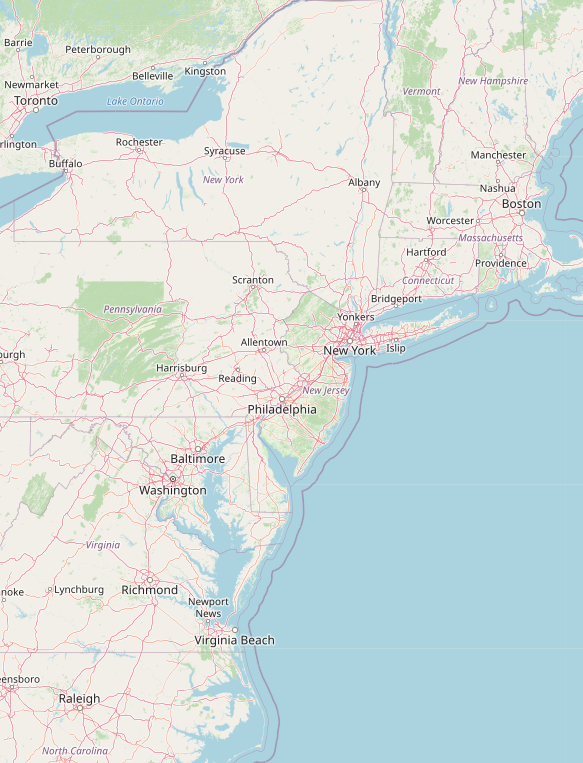 Barrie
Peterborough
Belleville
Kingston
Newmarket
Toronto
Lake Ontario
Vermont
New Hampshire
rlington
Rochester
Syracuse
Buffalo
New York
Albany
Manchester
Nashua
Boston
Worcester
Massachusetts
Hartford
Providence
Connecticut
Scranton
Bridgeport
Pennsylvania
Yonkers
Allentown
New York
Islip
burgh
Harrisburg
Reading
New Jersey
Philadelphia
Baltimore
Washington
Virginia
noke
Lynchburg
Richmond
Newport
News
Virginia Beach
eensboro
Raleigh
North Carolina